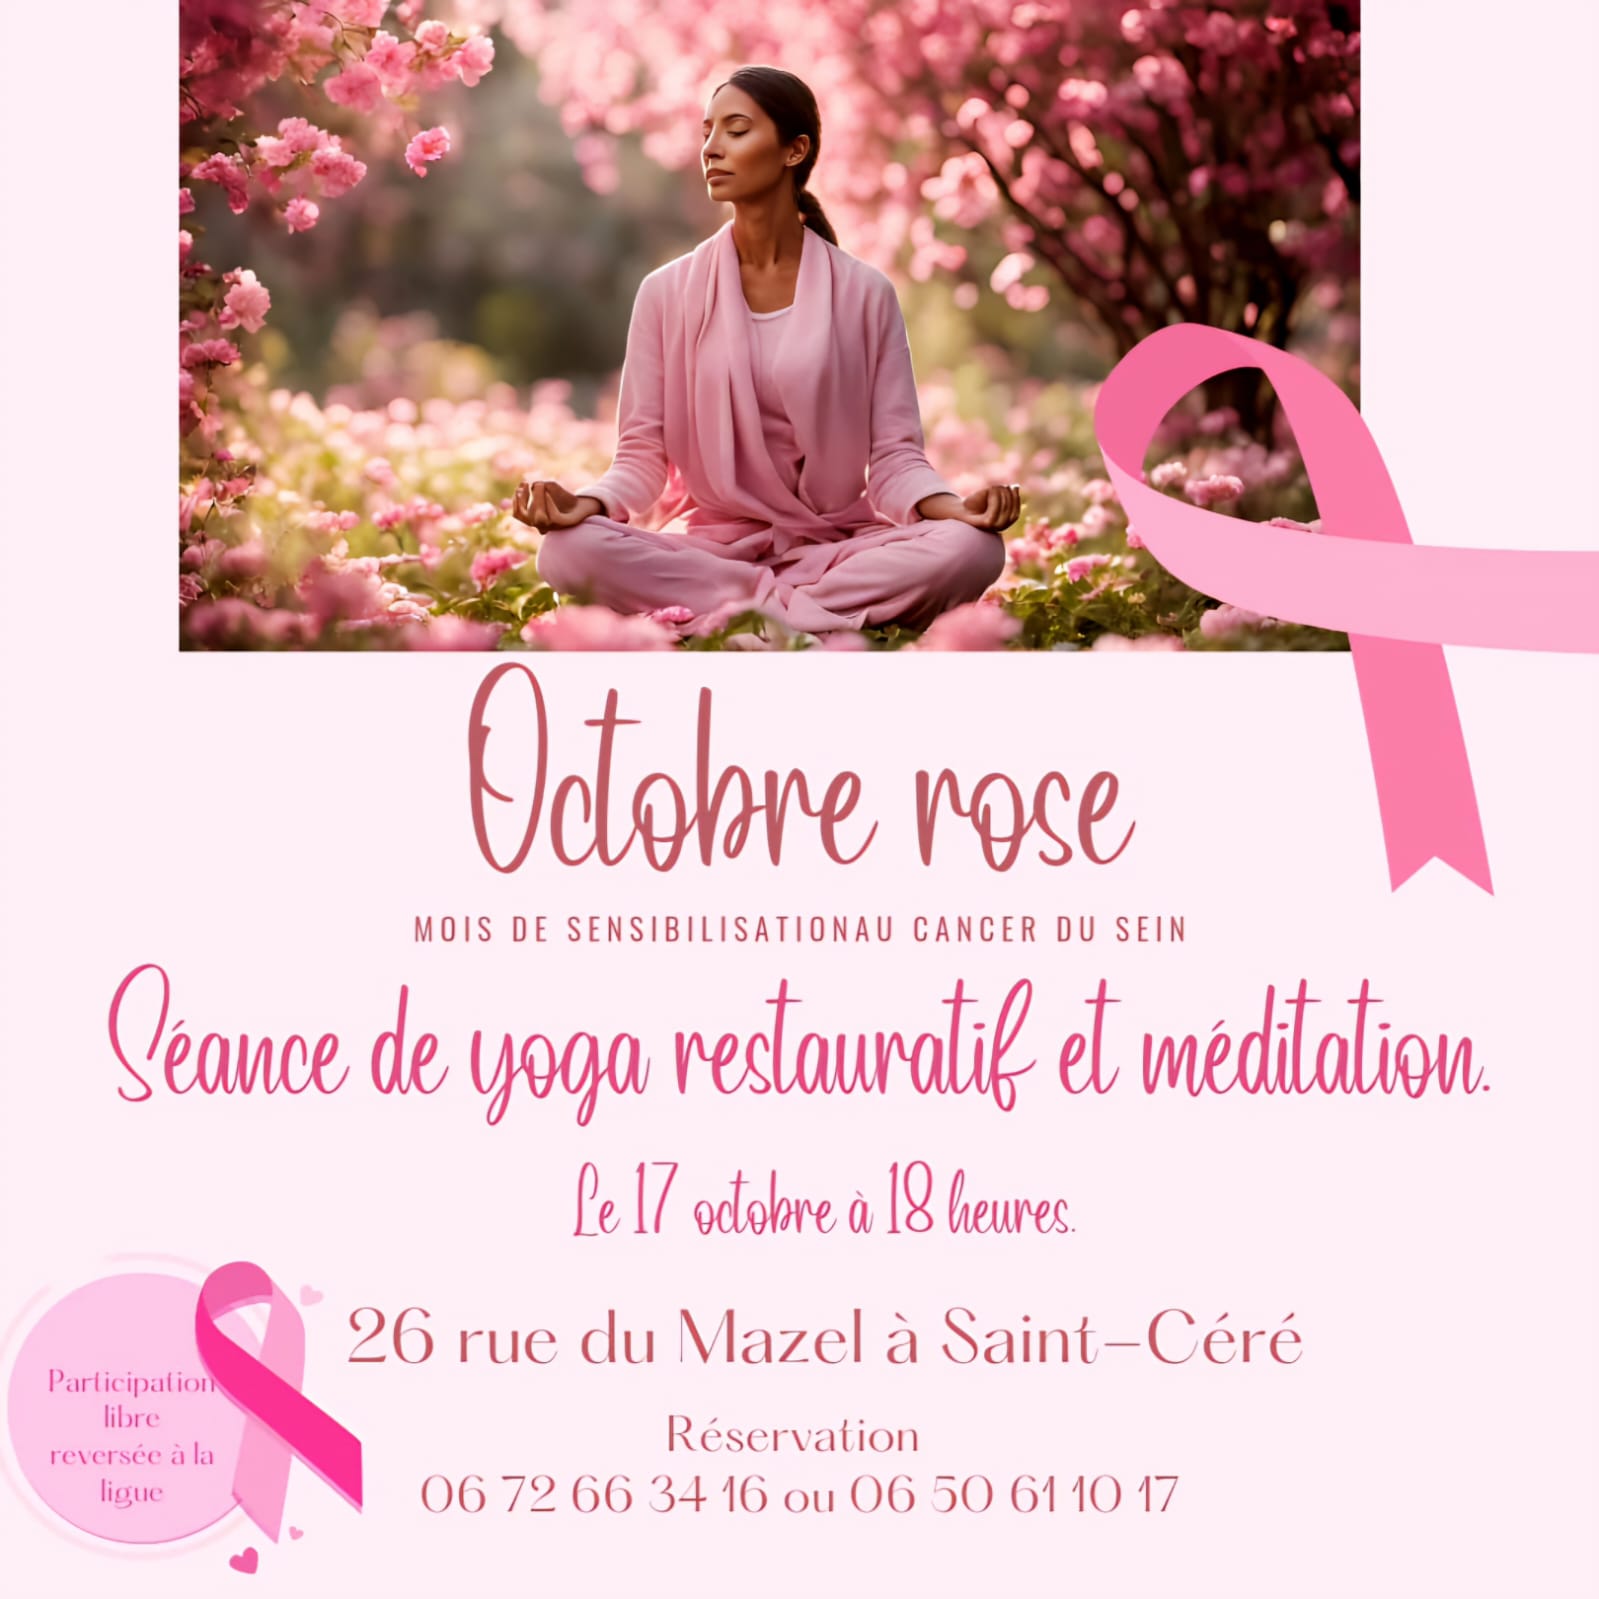 Octobre rose
MOIS DE SENSIBILISATIONAU CANCER DU SEIN
Séance de yoga restauratif et méditation.
Le 17 octobre à 18 heures.
26 rue du Mazel à Saint-Céré
Participation
libre
reversée à la
ligue
Réservation
06 72 66 34 16 ou 06 50 61 10 17